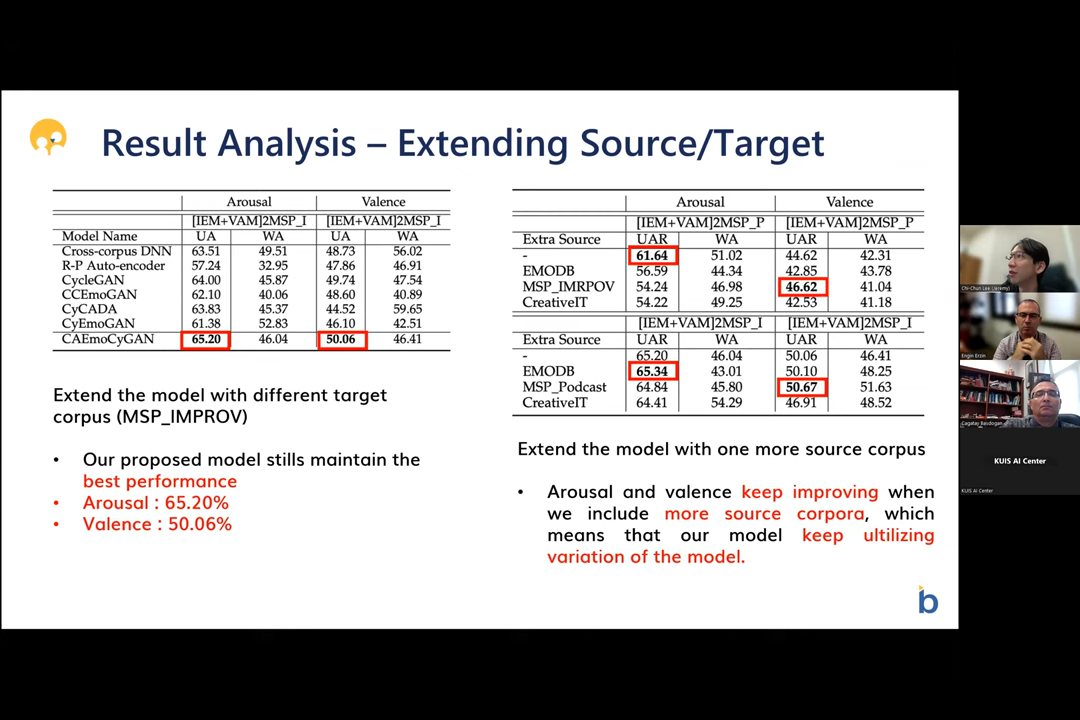 Result Analysis – Extending Source/Target
Arousal Valence
[IEM+VAM]2MSP_I [IEM+VAM]2MSP_I
Model Name UA WA UA WA
Cross-corpus DNN 63.51 49.51 48.73 56.02
R-P Auto-encoder 57.24 32.95 47.86 46.91
CycleGAN 64.00 45.87 49.74 47.54
CCEmoGAN 62.10 40.06 48.60 40.89
CyCADA 63.83 45.37 44.52 59.65
CyEmoGAN 61.38 52.83 46.10 42.51
CAEmoCyGAN 65.20 46.04 50.06 46.41
Extend the model with different target
corpus (MSP_IMPROV)
• Our proposed model stills maintain the
best performance
• Arousal : 65.20%
• Valence : 50.06%
Arousal Valence
[IEM+VAM]2MSP_P [IEM+VAM]2MSP_P
Extra Source UAR WA UAR WA
- 61.64 51.02 44.62 42.31
EMODB 56.59 44.34 42.85 43.78
MSP_IMRPOV 54.24 46.98 46.62 41.04
CreativeIT 54.22 49.25 42.53 41.18
[IEM+VAM]2MSP_I [IEM+VAM]2MSP_I
Extra Source UAR WA UAR WA
- 65.20 46.04 50.06 46.41
EMODB 65.34 43.01 50.10 48.25
MSP_Podcast 64.84 45.80 50.67 51.63
CreativeIT 64.41 54.29 46.91 48.52
Extend the model with one more source corpus
• Arousal and valence keep improving when
we include more source corpora, which
means that our model keep ultilizing
variation of the model.
b
Chi-Chun Lee (Jeremy)
Engin Erzin
Cagatay Basdogan
KUIS AI Center
KUIS AI Center